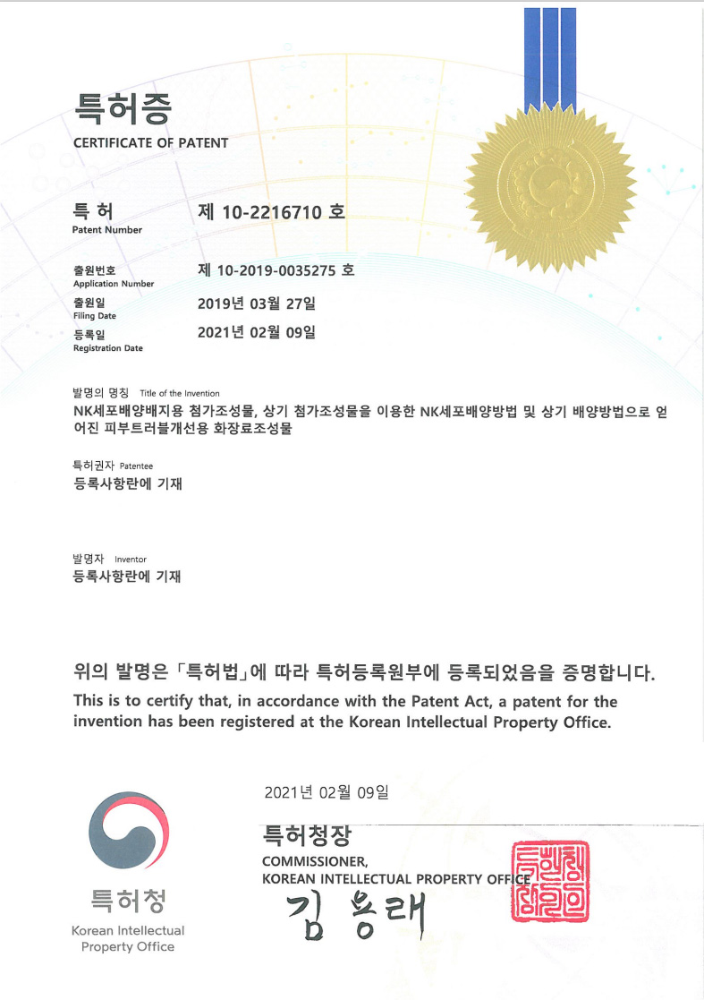 특허증
CERTIFICATE OF PATENT
특 허 제 10-2216710 호
Patent Number
출원번호 제 10-2019-0035275 호
Application Number
출원일 2019년 03월 27일
Filing Date
등록일 2021년 02월 09일
Registration Date
발명의 명칭 Title of the Invention
NK세포배양배지용 첨가조성물, 상기 첨가조성물을 이용한 NK세포배양방법 및 상기 배양방법으로 얻
어진 피부트러블개선용 화장료조성물
특허권자 Patentee
등록사항란에 기재
발명자 Inventor
등록사항란에 기재
위의 발명은 「특허법」에 따라 특허등록원부에 등록되었음을 증명합니다.
This is to certify that, in accordance with the Patent Act, a patent for the
invention has been registered at the Korean Intellectual Property Office.
2021년 02월 09일
특허청장
COMMISSIONER,
KOREAN INTELLECTUAL PROPERTY OFFICE
김용래
특허청장의인
특허청
Korean Intellectual
Property Office